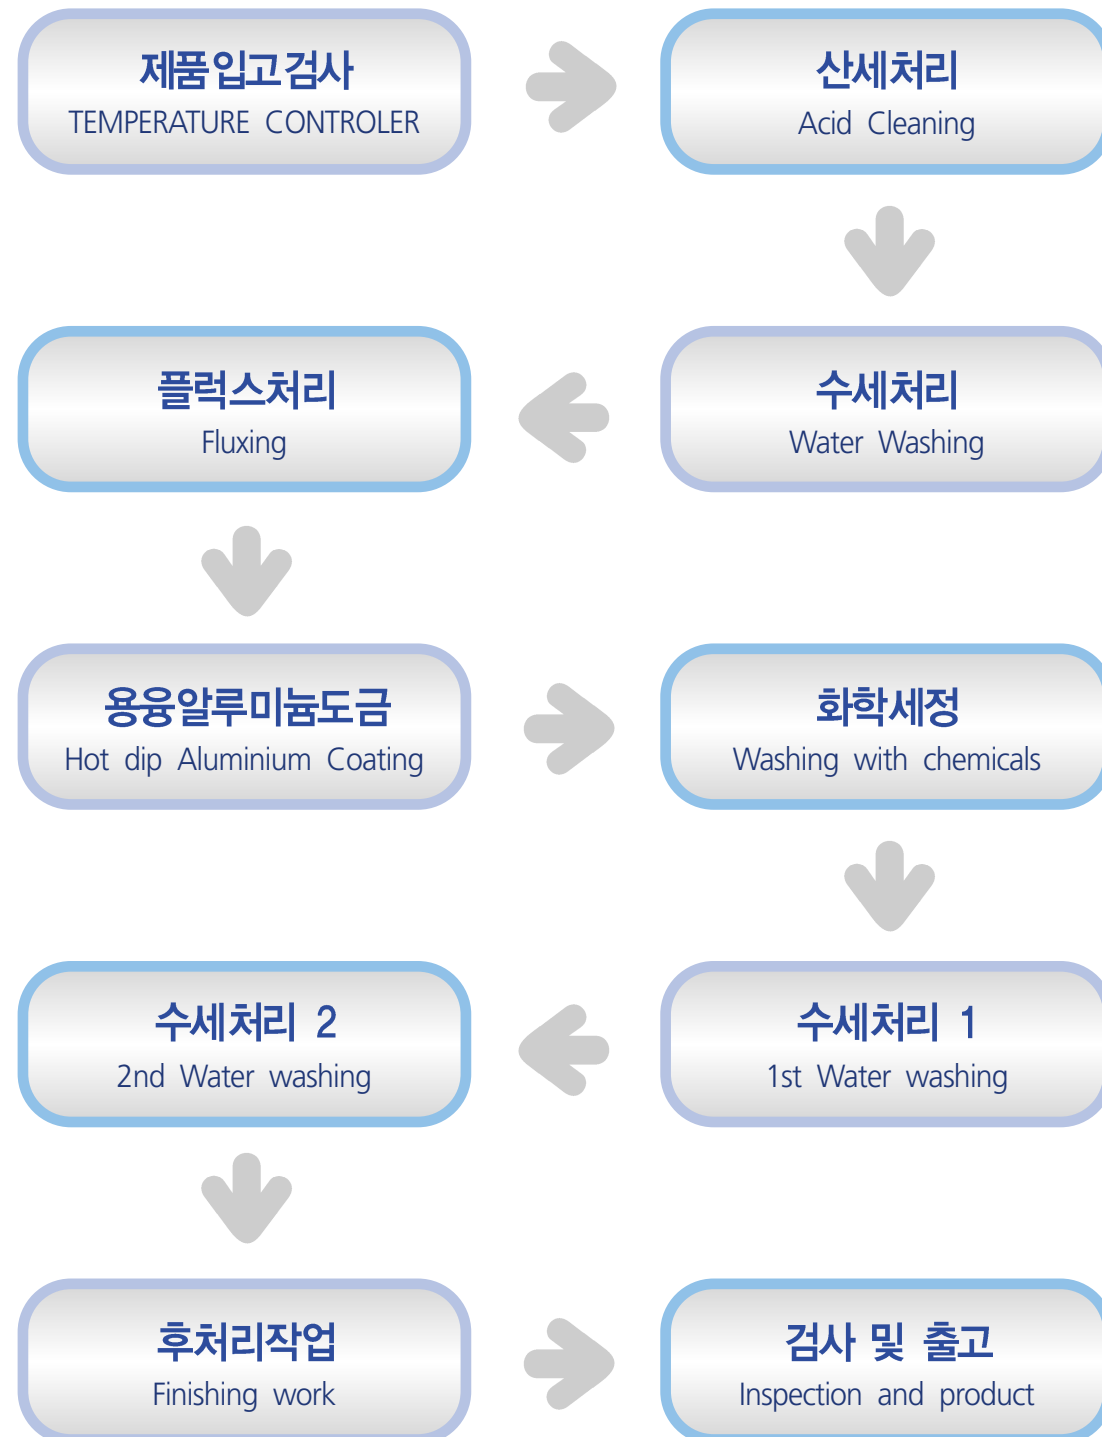 제품입고검사
TEMPERATURE CONTROLER
산세처리
Acid Cleaning
수세처리
Water Washing
플럭스처리
Fluxing
용융알루미늄도금
Hot dip Aluminium Coating
화학세정
Washing with chemicals
수세처리 1
1st Water washing
수세처리 2
2nd Water washing
후처리작업
Finishing work
검사 및 출고
Inspection and product